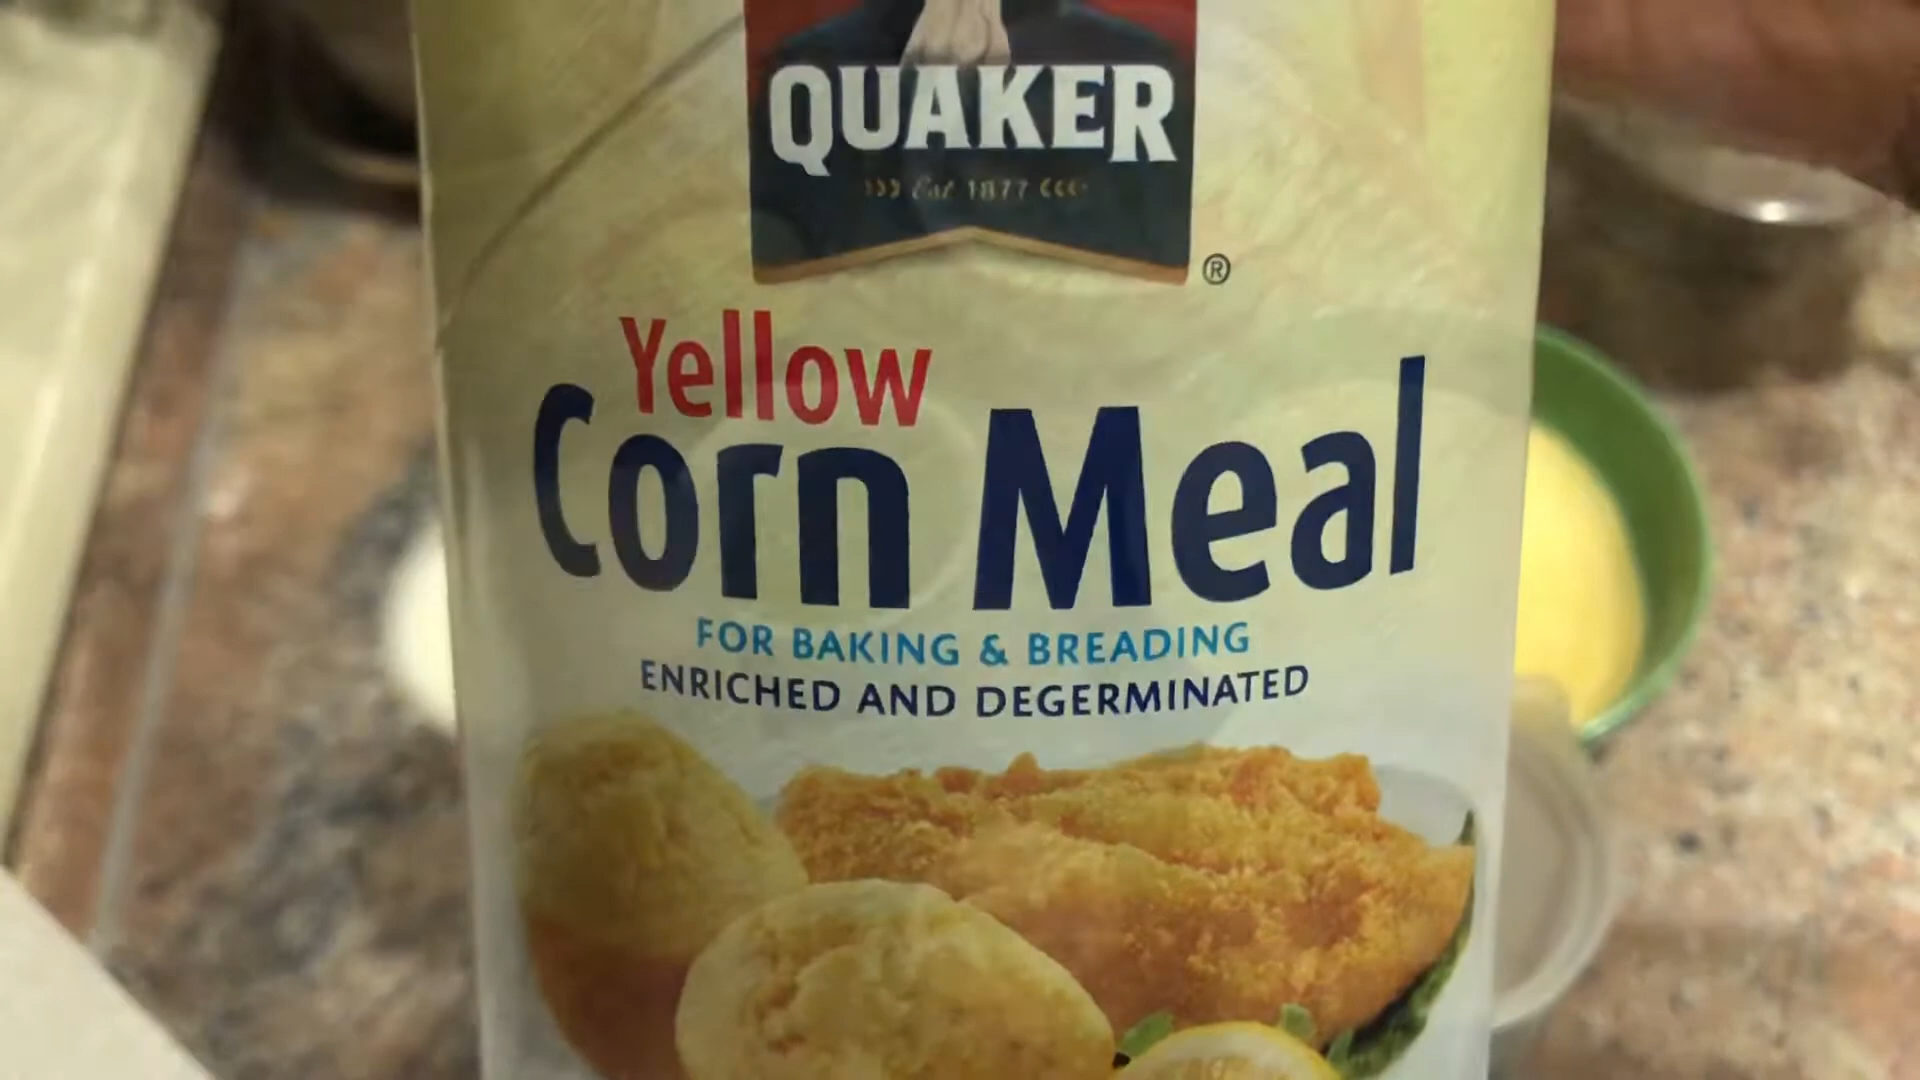 QUAKER
Est 1877
®
Yellow
Corn Meal
FOR BAKING & BREADING
ENRICHED AND DEGERMINATED